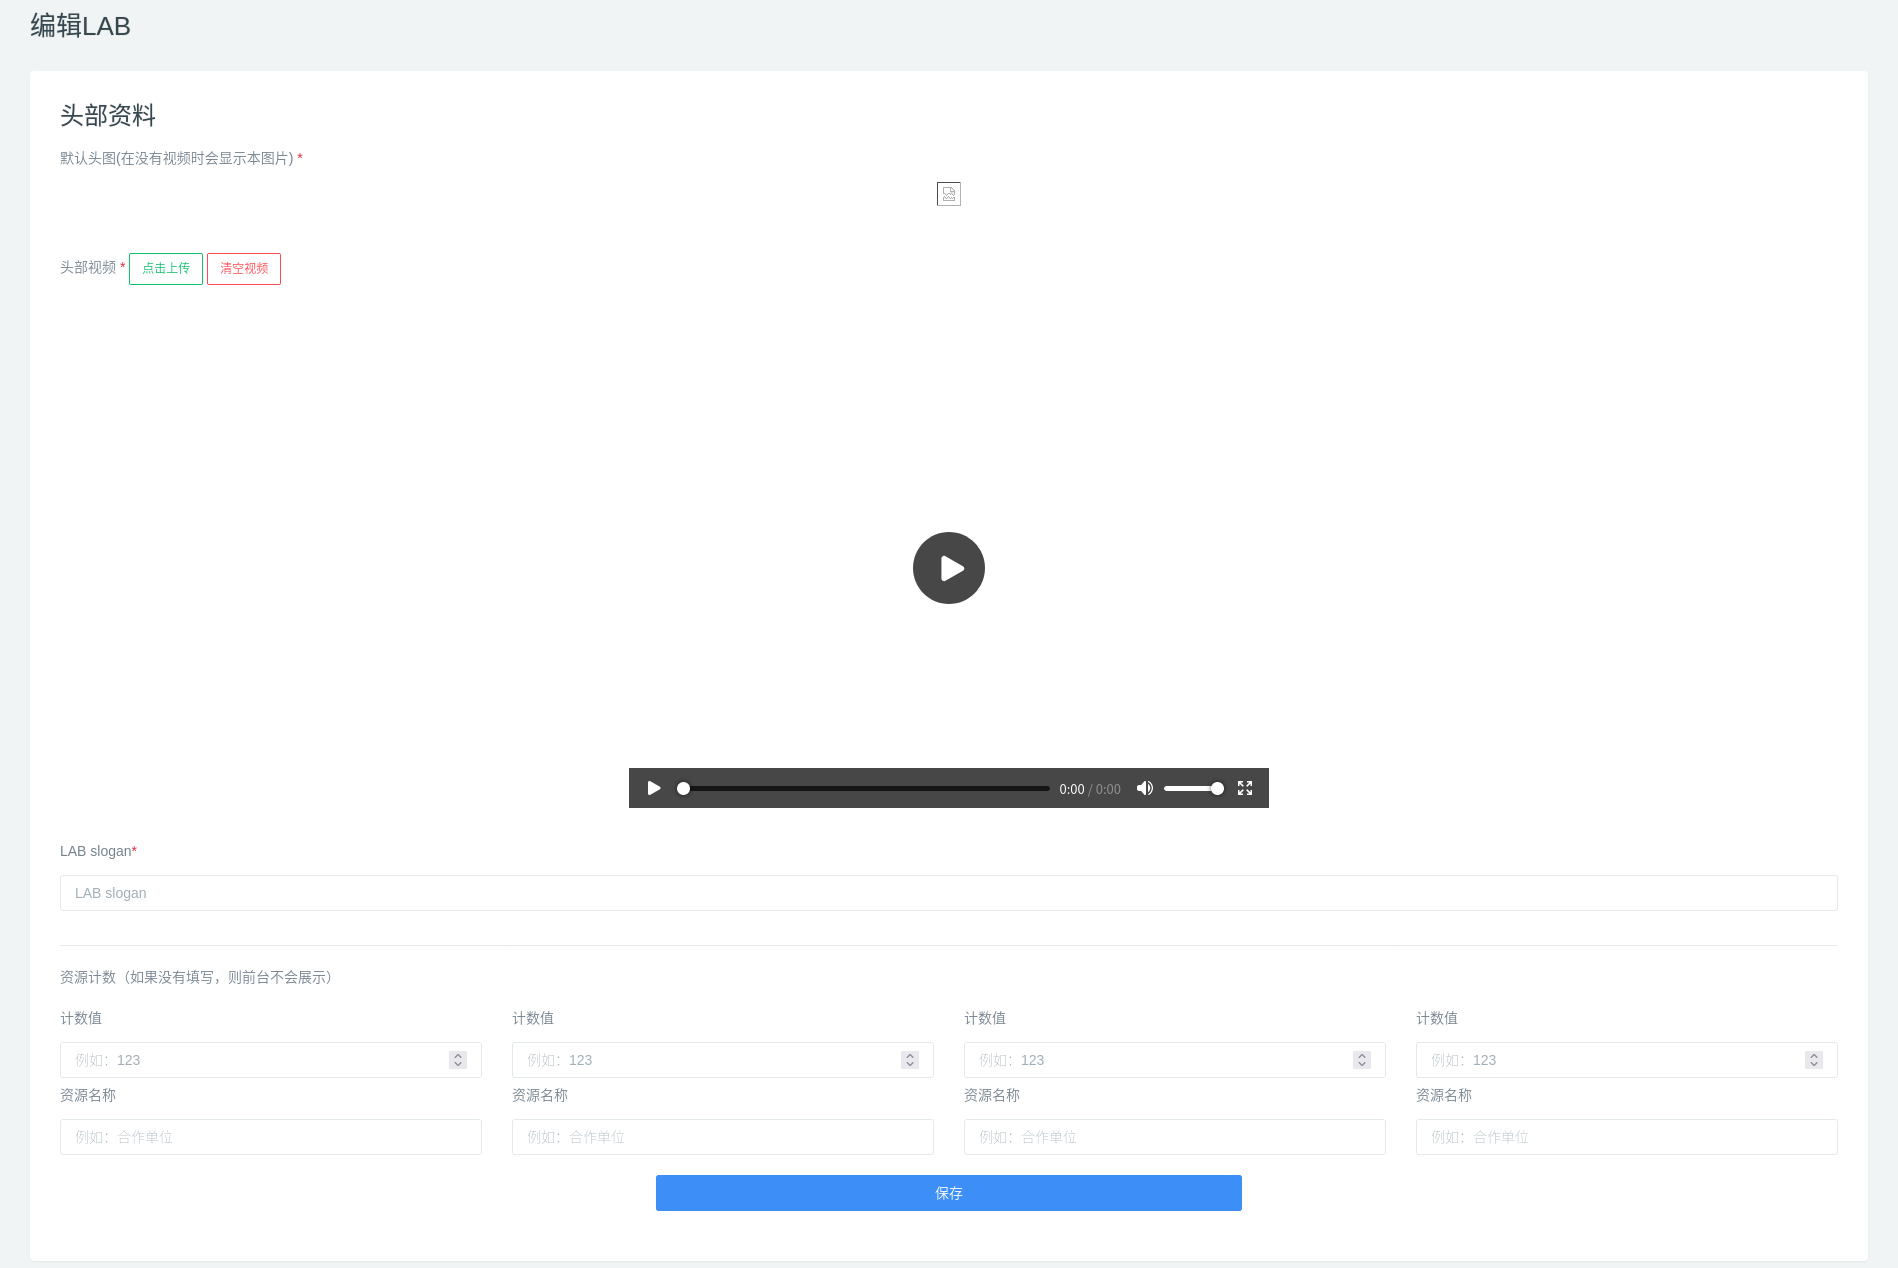 编辑LAB
头部资料
默认头图(在没有视频时会显示本图片) *
头部视频 * 点击上传 清空视频
0:00 / 0:00
LAB slogan*
LAB slogan
资源计数（如果没有填写，则前台不会展示）
计数值 计数值 计数值 计数值
例如：123 例如：123 例如：123 例如：123
资源名称 资源名称 资源名称 资源名称
例如：合作单位 例如：合作单位 例如：合作单位 例如：合作单位
保存